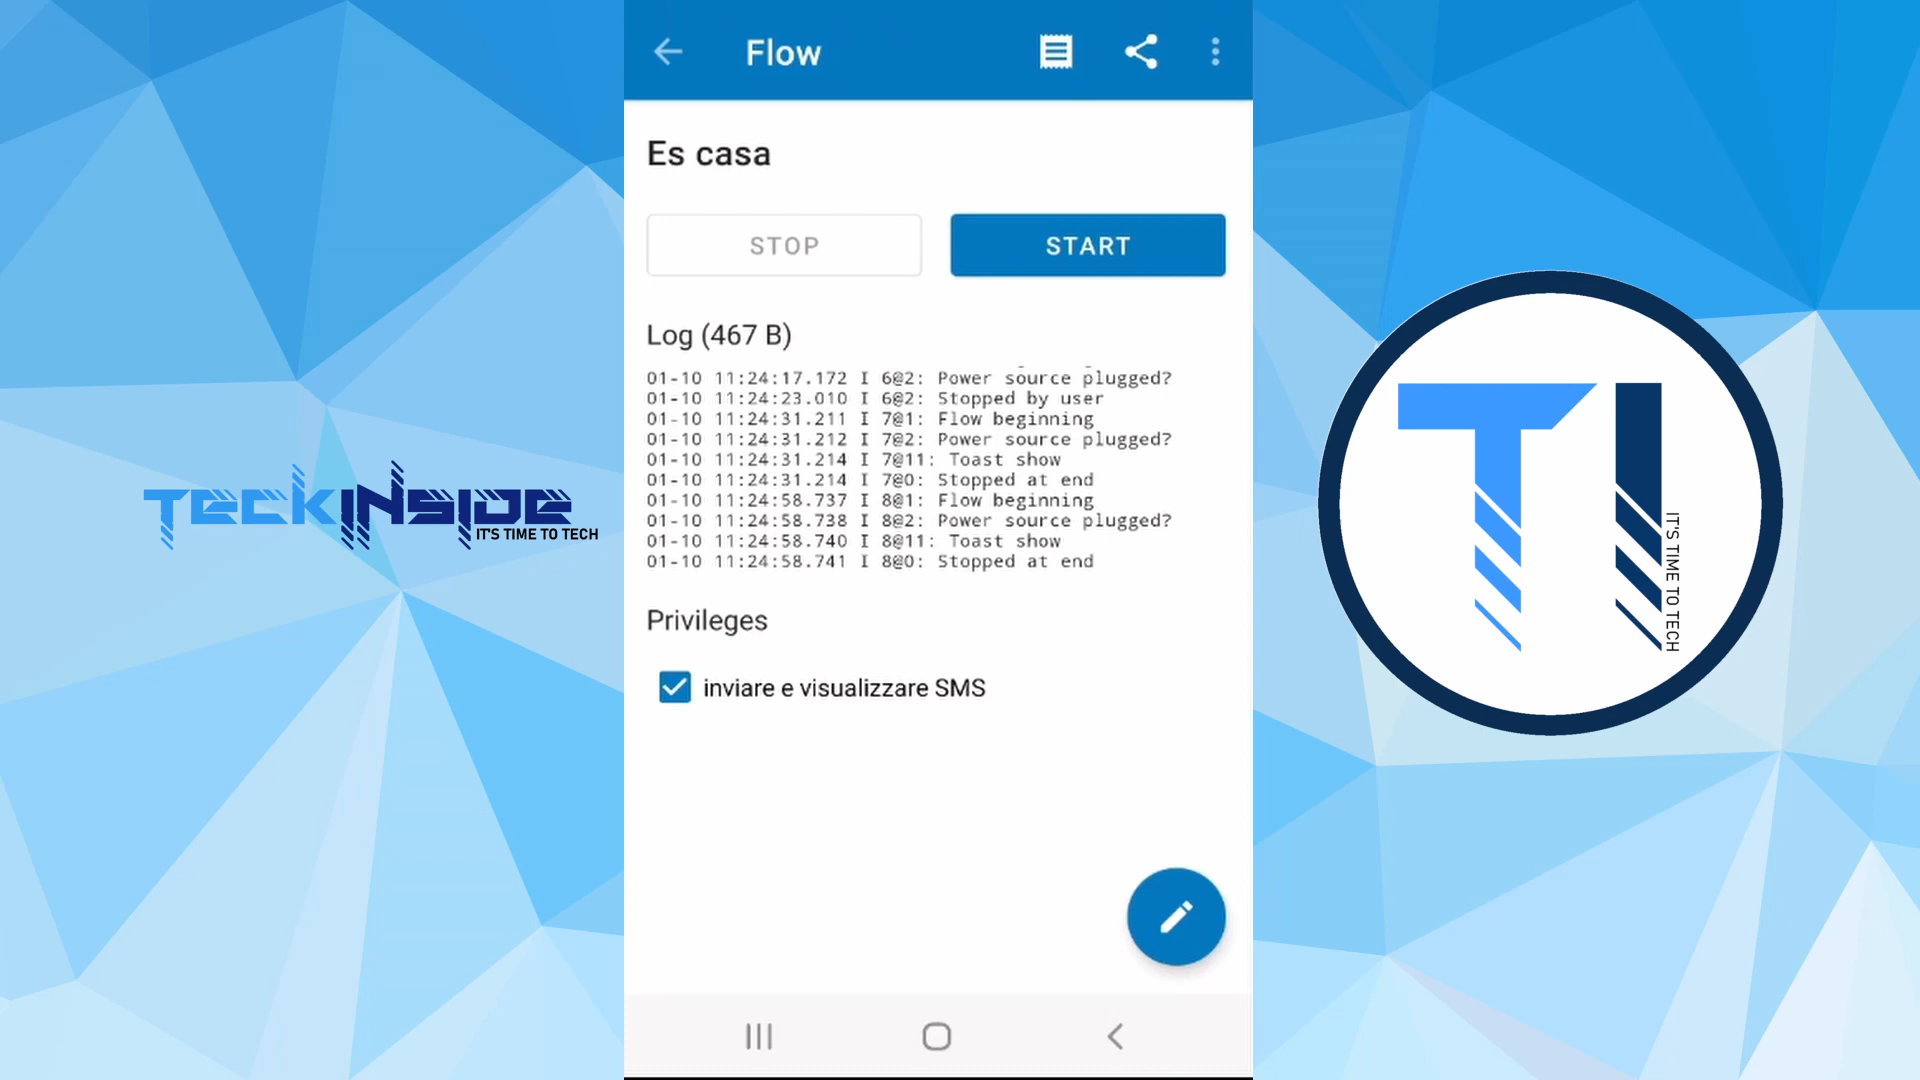 Flow
Es casa
STOP
START
Log (467 B)
01-10 11:24:17.172 I 6@2: Power source plugged?
01-10 11:24:23.010 I 6@2: Stopped by user
01-10 11:24:31.211 I 7@1: Flow beginning
01-10 11:24:31.212 I 7@2: Power source plugged?
01-10 11:24:31.214 I 7@11: Toast show
01-10 11:24:31.214 I 7@0: Stopped at end
01-10 11:24:58.737 I 8@1: Flow beginning
01-10 11:24:58.738 I 8@2: Power source plugged?
01-10 11:24:58.740 I 8@11: Toast show
01-10 11:24:58.741 I 8@0: Stopped at end
Privileges
inviare e visualizzare SMS
TECKINSIDE
IT'S TIME TO TECH
TI
IT'S TIME TO TECH